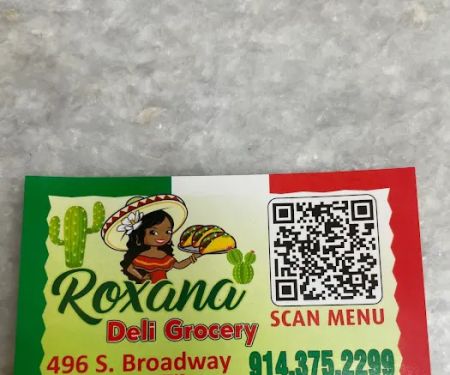 Roxana
Deli Grocery
SCAN MENU
496 S. Broadway
914.375.2299